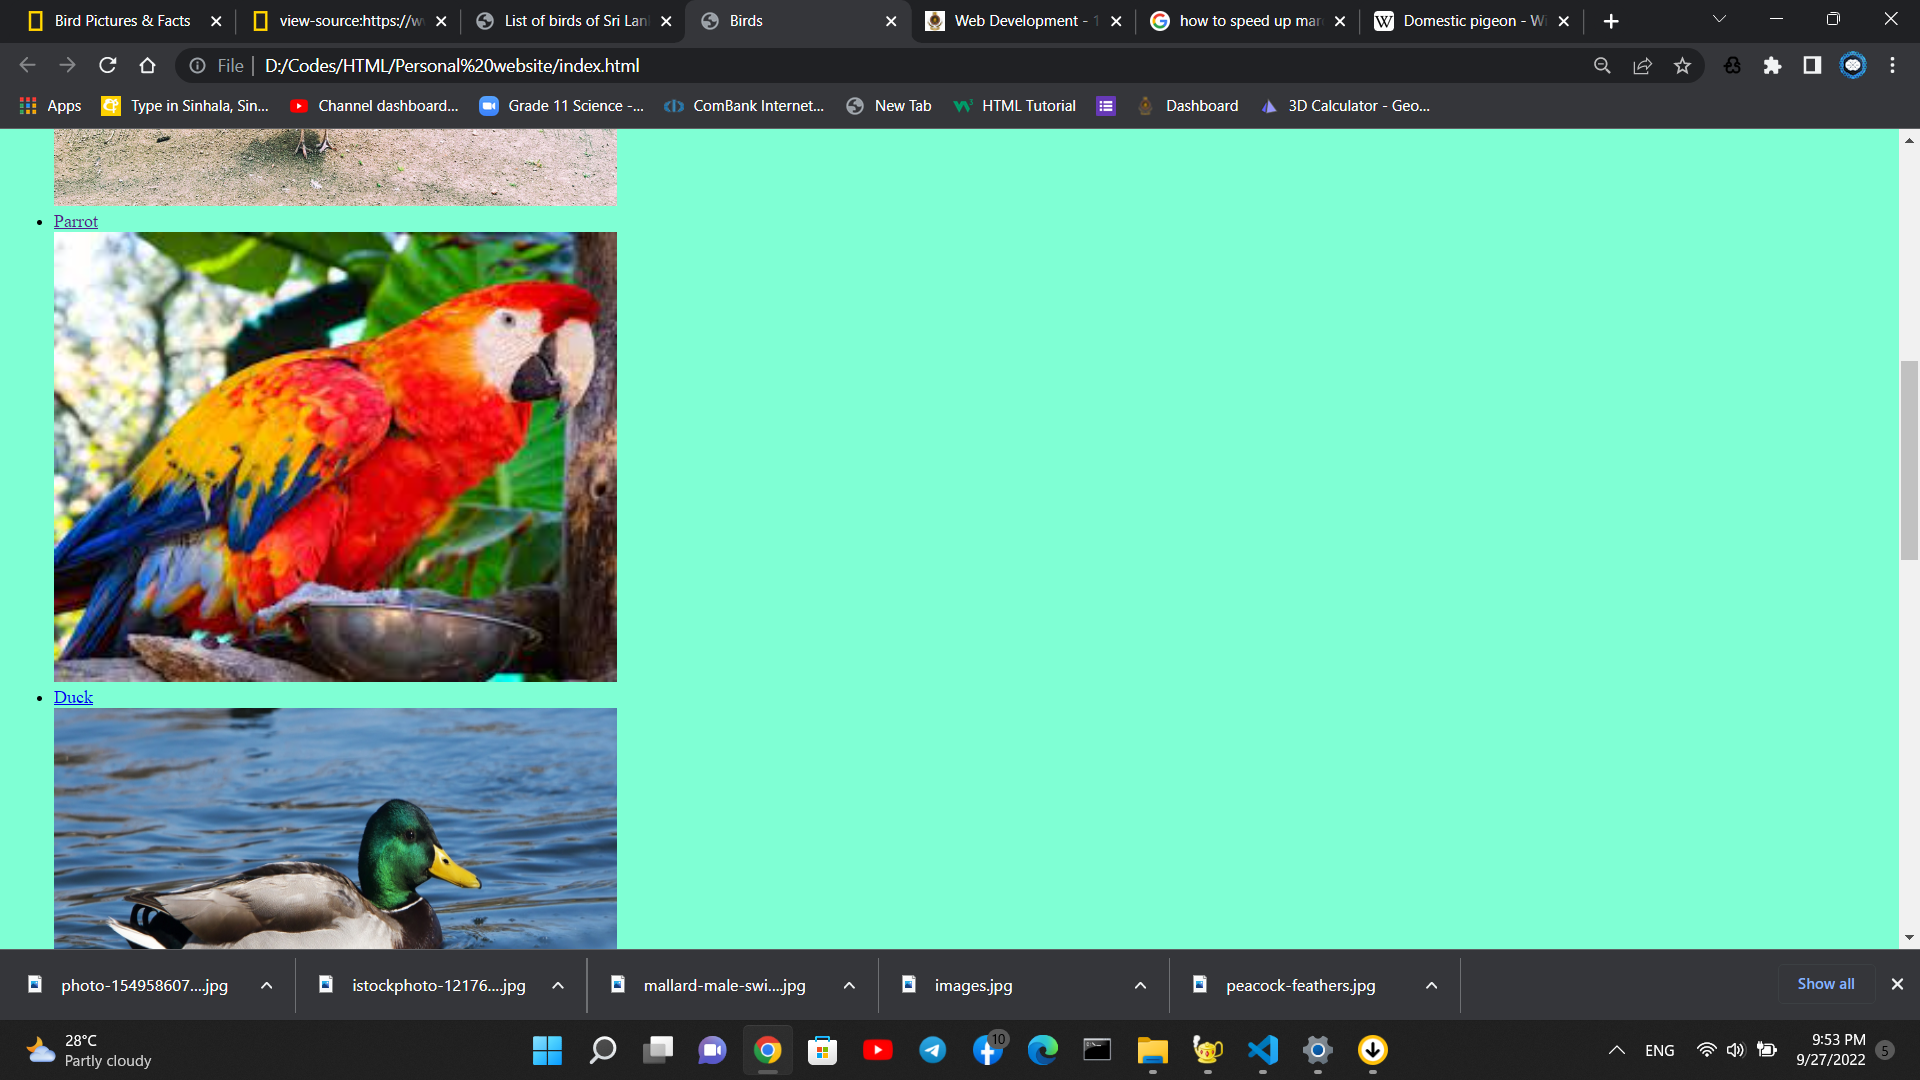 Bird Pictures & Facts
view-source:https://w
List of birds of Sri Lan
Birds
Web Development - 1
how to speed up mar
Domestic pigeon - Wi
File
D:/Codes/HTML/Personal%20website/index.html
Apps
Type in Sinhala, Sin...
Channel dashboard...
Grade 11 Science -...
ComBank Internet...
New Tab
HTML Tutorial
Dashboard
3D Calculator - Geo...
Parrot
Duck
photo-154958607....jpg
istockphoto-12176....jpg
mallard-male-swi....jpg
images.jpg
peacock-feathers.jpg
Show all
28°C
Partly cloudy
10
ENG
9:53 PM
9/27/2022
5